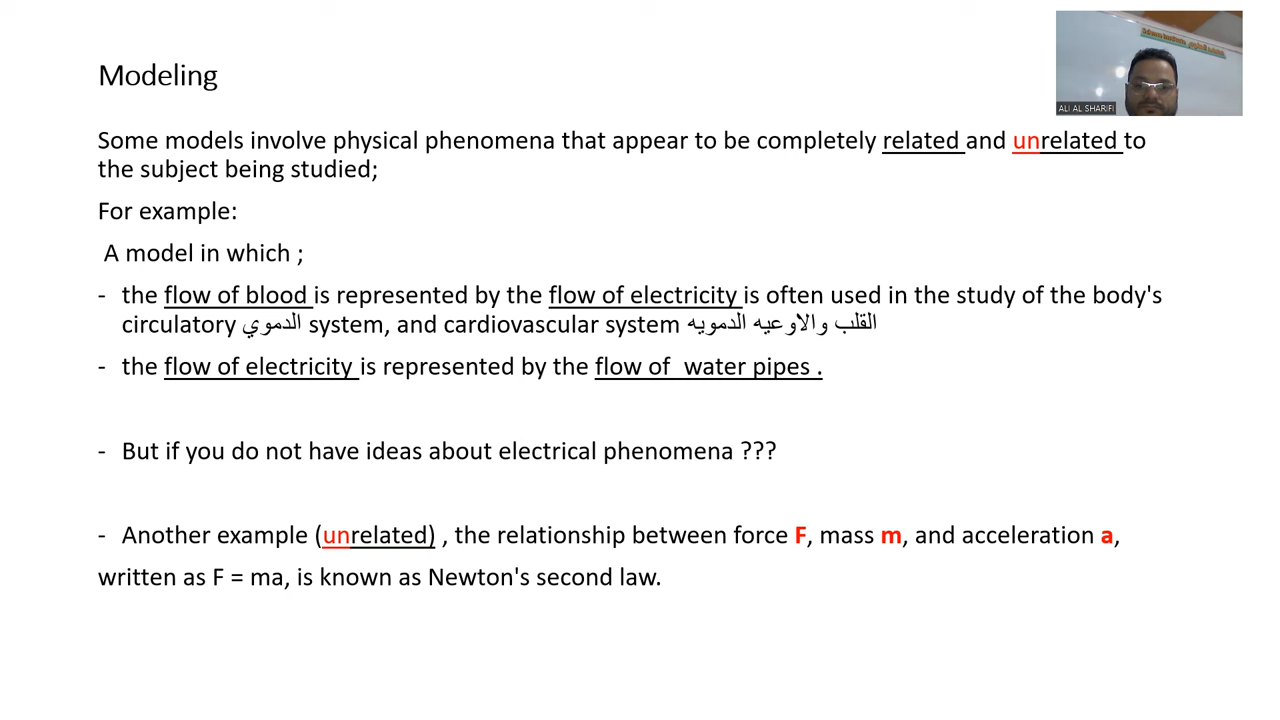 Modeling
ALI AL SHARIFI
Some models involve physical phenomena that appear to be completely related and unrelated to
the subject being studied;
For example:
A model in which ;
- the flow of blood is represented by the flow of electricity is often used in the study of the body's
circulatory الدموي system, and cardiovascular system القلب والاوعيه الدمويه
- the flow of electricity is represented by the flow of water pipes .
- But if you do not have ideas about electrical phenomena ???
- Another example (unrelated) , the relationship between force F, mass m, and acceleration a,
written as F = ma, is known as Newton's second law.